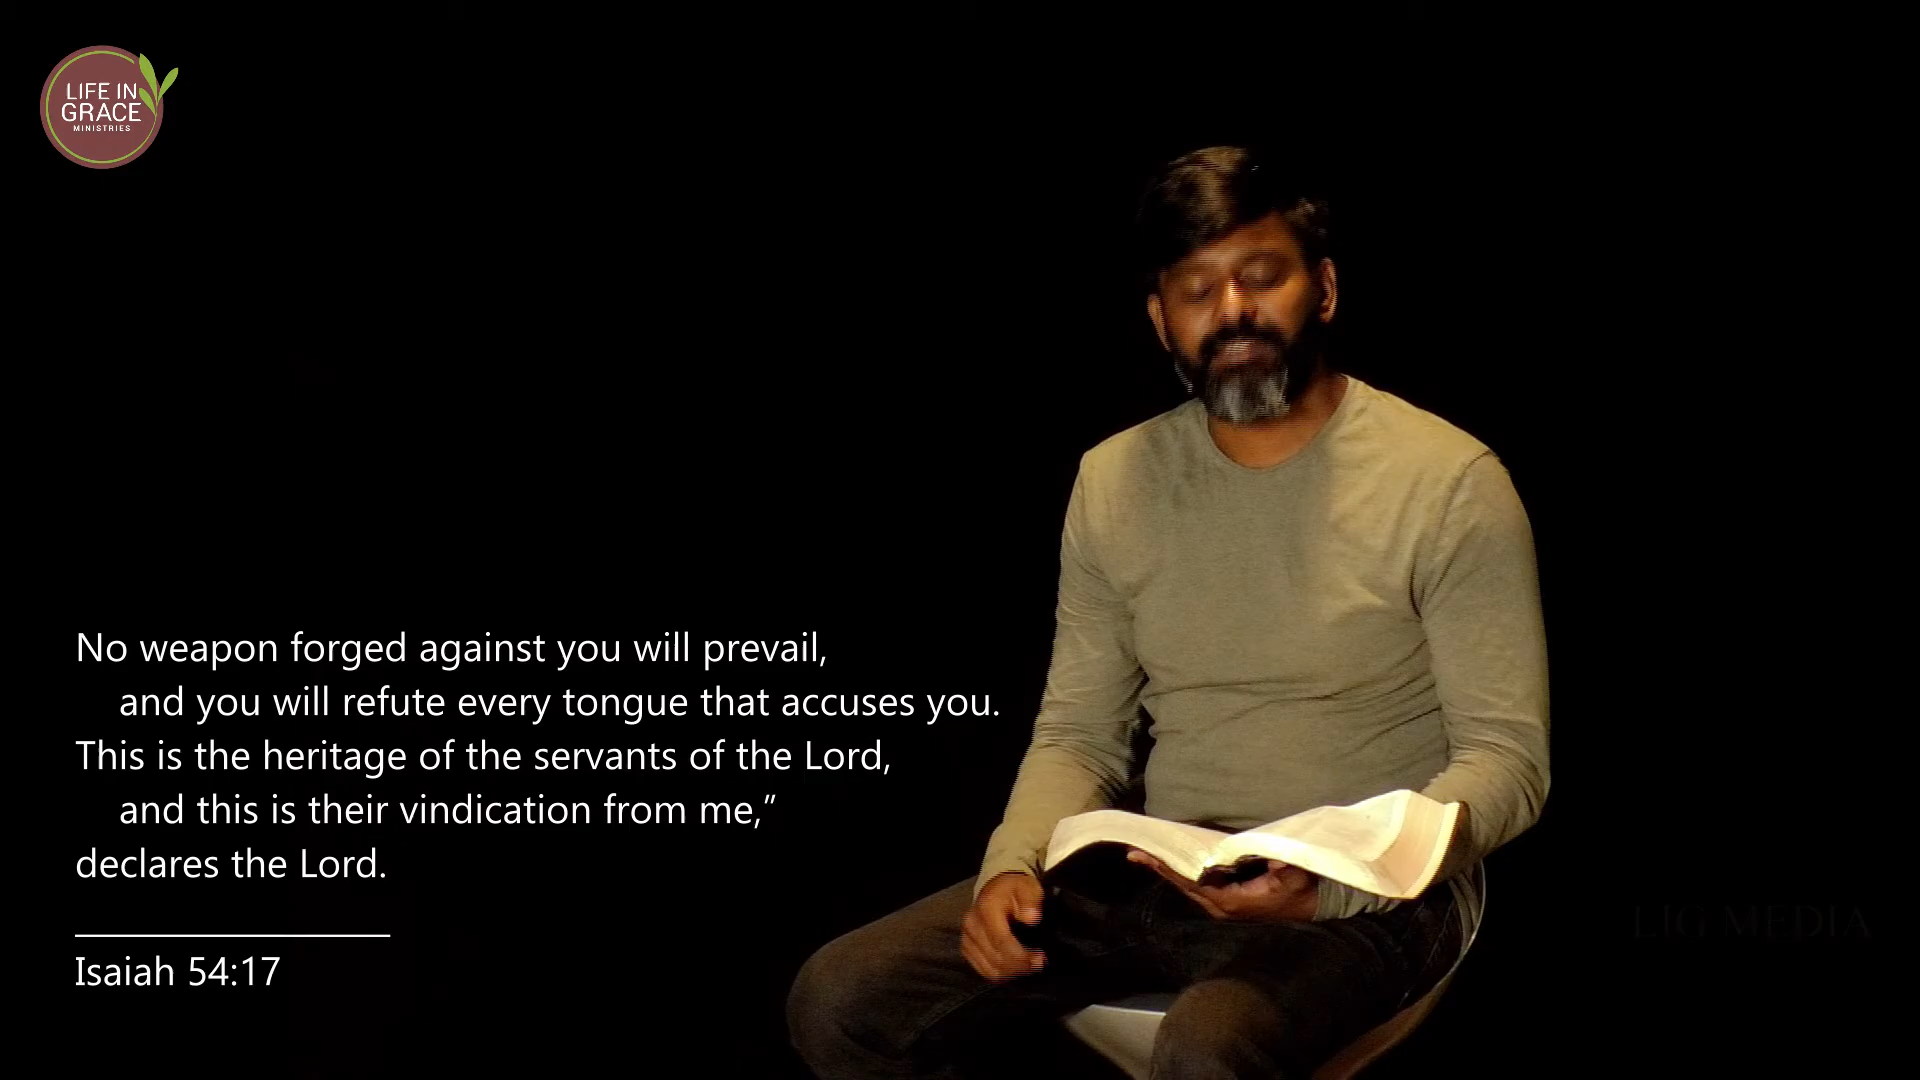 LIFE IN
GRACE
MINISTRIES
No weapon forged against you will prevail,
and you will refute every tongue that accuses you.
This is the heritage of the servants of the Lord,
and this is their vindication from me,”
declares the Lord.
Isaiah 54:17
LIG MEDIA